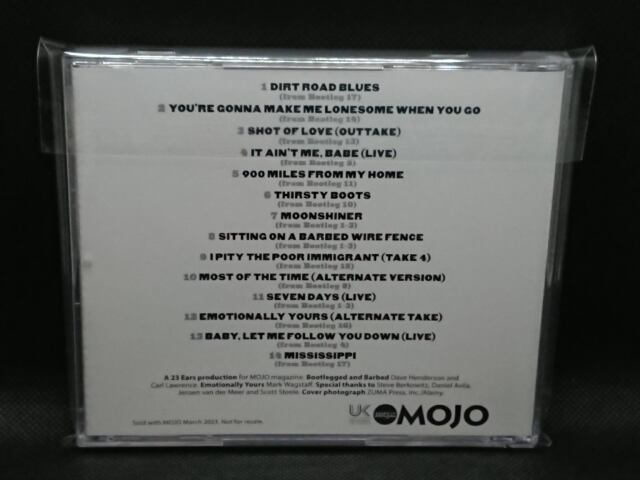 1 DIRT ROAD BLUES
(from Bootleg 17)
2 YOU'RE GONNA MAKE ME LONESOME WHEN YOU GO
(from Bootleg 14)
3 SHOT OF LOVE (OUTTAKE)
(from Bootleg 13)
4 IT AIN'T ME, BABE (LIVE)
(from Bootleg 5)
5 900 MILES FROM MY HOME
(from Bootleg 11)
6 THIRSTY BOOTS
(from Bootleg 10)
7 MOONSHINER
(from Bootleg 1-3)
8 SITTING ON A BARBED WIRE FENCE
(from Bootleg 1-3)
9 I PITY THE POOR IMMIGRANT (TAKE 4)
(from Bootleg 15)
10 MOST OF THE TIME (ALTERNATE VERSION)
(from Bootleg 8)
11 SEVEN DAYS (LIVE)
(from Bootleg 1-3)
12 EMOTIONALLY YOURS (ALTERNATE TAKE)
(from Bootleg 16)
13 BABY, LET ME FOLLOW YOU DOWN (LIVE)
(from Bootleg 4)
14 MISSISSIPPI
(from Bootleg 17)
A 23 Ears production for MOJO magazine. Bootlegged and Barbed Dave Henderson and
Carl Lawrence. Emotionally Yours Mark Wagstaff. Special thanks to Steve Berkowitz, Daniel Avila,
Jeroen van der Meer and Scott Steele. Cover photograph ZUMA Press, Inc./Alamy.
Sold with MOJO March 2023. Not for resale.
UK
MOJO